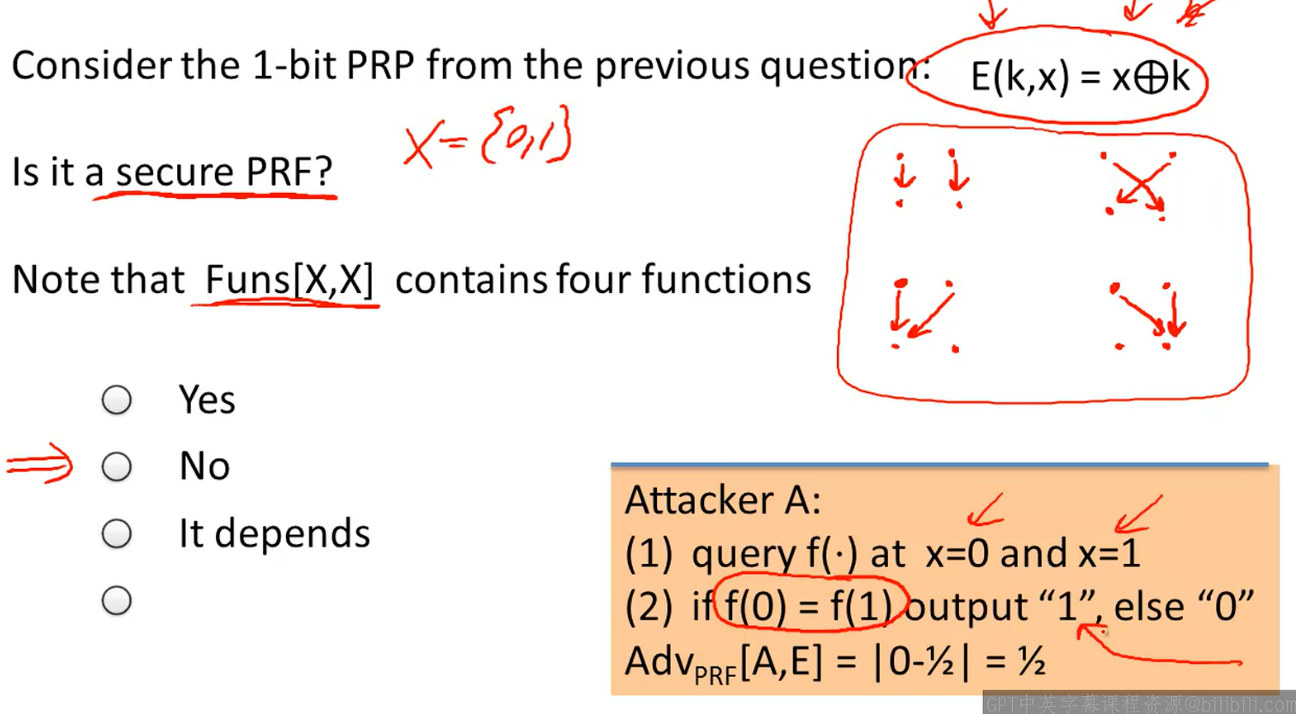 Consider the 1-bit PRP from the previous question: E(k,x) = x⊕k
X = {0,1}
Is it a secure PRF?
Note that Funs[X,X] contains four functions
Yes
No
It depends
Attacker A:
(1) query f(·) at x=0 and x=1
(2) if f(0) = f(1) output “1”, else “0”
Adv_PRF[A,E] = |0-½| = ½
GPT中英字幕课程资源@bilibili.com